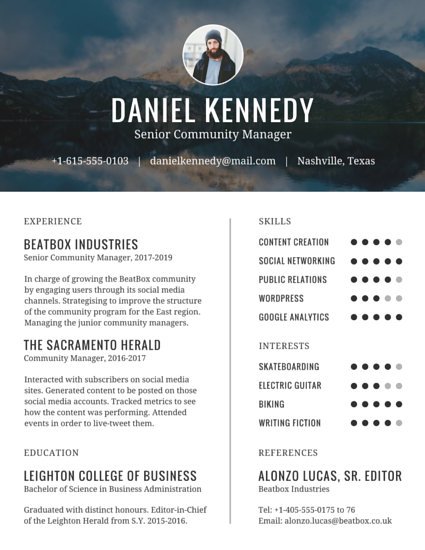 DANIEL KENNEDY
Senior Community Manager
+1-615-555-0103 | danielkennedy@mail.com | Nashville, Texas
EXPERIENCE
BEATBOX INDUSTRIES
Senior Community Manager, 2017-2019
In charge of growing the BeatBox community
by engaging users through its social media
channels. Strategising to improve the structure
of the community program for the East region.
Managing the junior community managers.
THE SACRAMENTO HERALD
Community Manager, 2016-2017
Interacted with subscribers on social media
sites. Generated content to be posted on those
social media accounts. Tracked metrics to see
how the content was performing. Attended
events in order to live-tweet them.
EDUCATION
LEIGHTON COLLEGE OF BUSINESS
Bachelor of Science in Business Administration
Graduated with distinct honours. Editor-in-Chief
of the Leighton Herald from S.Y. 2015-2016.
SKILLS
CONTENT CREATION
SOCIAL NETWORKING
PUBLIC RELATIONS
WORDPRESS
GOOGLE ANALYTICS
INTERESTS
SKATEBOARDING
ELECTRIC GUITAR
BIKING
WRITING FICTION
REFERENCES
ALONZO LUCAS, SR. EDITOR
Beatbox Industries
Tel: +1-405-555-0175 to 76
Email: alonzo.lucas@beatbox.co.uk